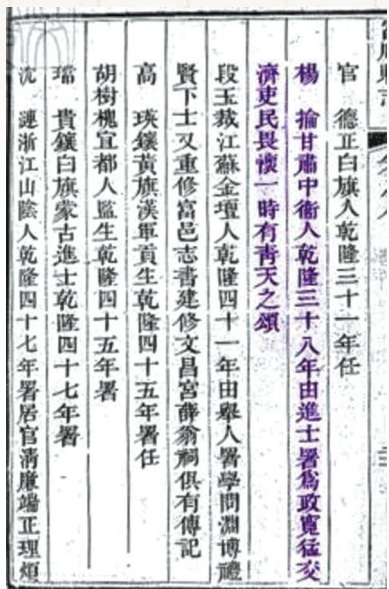 官　德正白旗人乾隆三十一年任
楊　掄甘肅中衞人乾隆三十八年由進士署爲政寬猛交
濟吏民畏懷一時有靑天之頌
段玉裁江蘇金壇人乾隆四十一年由舉人署學問淵博禮
賢下士又重修富邑志書建修文昌宮薛翁祠俱有傳記
高　瑛鑲黃旗漢軍貢生乾隆四十五年署任
胡樹槐宜都人監生乾隆四十五年署
璸　貴鑲白旗蒙古進士乾隆四十七年署
沈　漣浙江山陰人乾隆四十七年署居官淸廉端正理煩